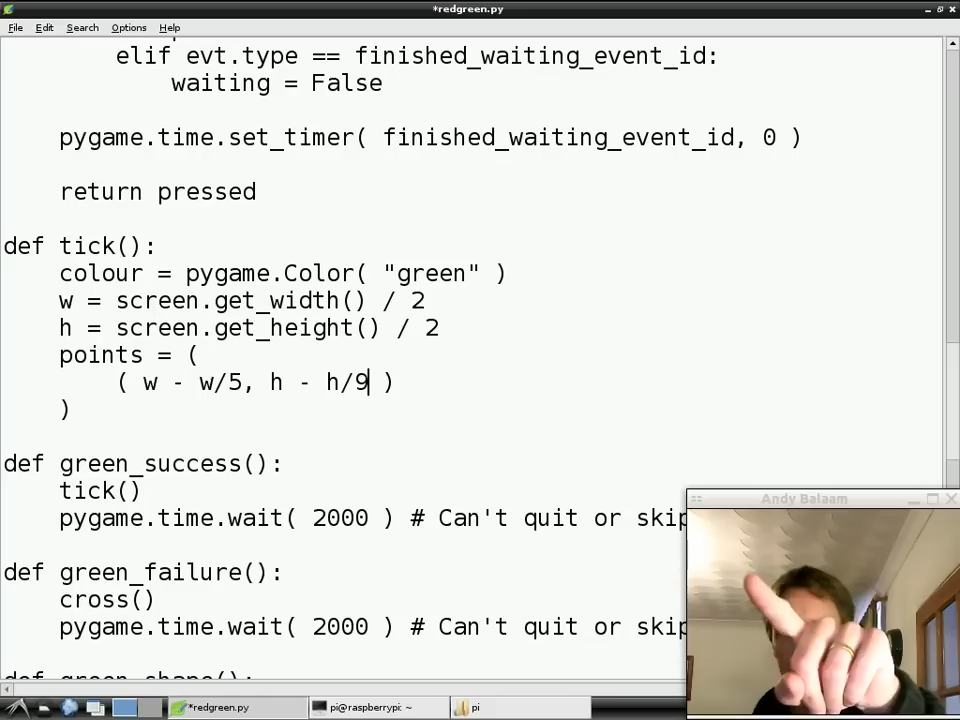 *redgreen.py
File Edit Search Options Help
elif evt.type == finished_waiting_event_id:
waiting = False
pygame.time.set_timer( finished_waiting_event_id, 0 )
return pressed
def tick():
colour = pygame.Color( "green" )
w = screen.get_width() / 2
h = screen.get_height() / 2
points = (
( w - w/5, h - h/9 )
)
def green_success():
tick()
pygame.time.wait( 2000 ) # Can't quit or skip
Andy Balaam
def green_failure():
cross()
pygame.time.wait( 2000 ) # Can't quit or skip
def green_shape():
*redgreen.py pi@raspberrypi: ~ pi